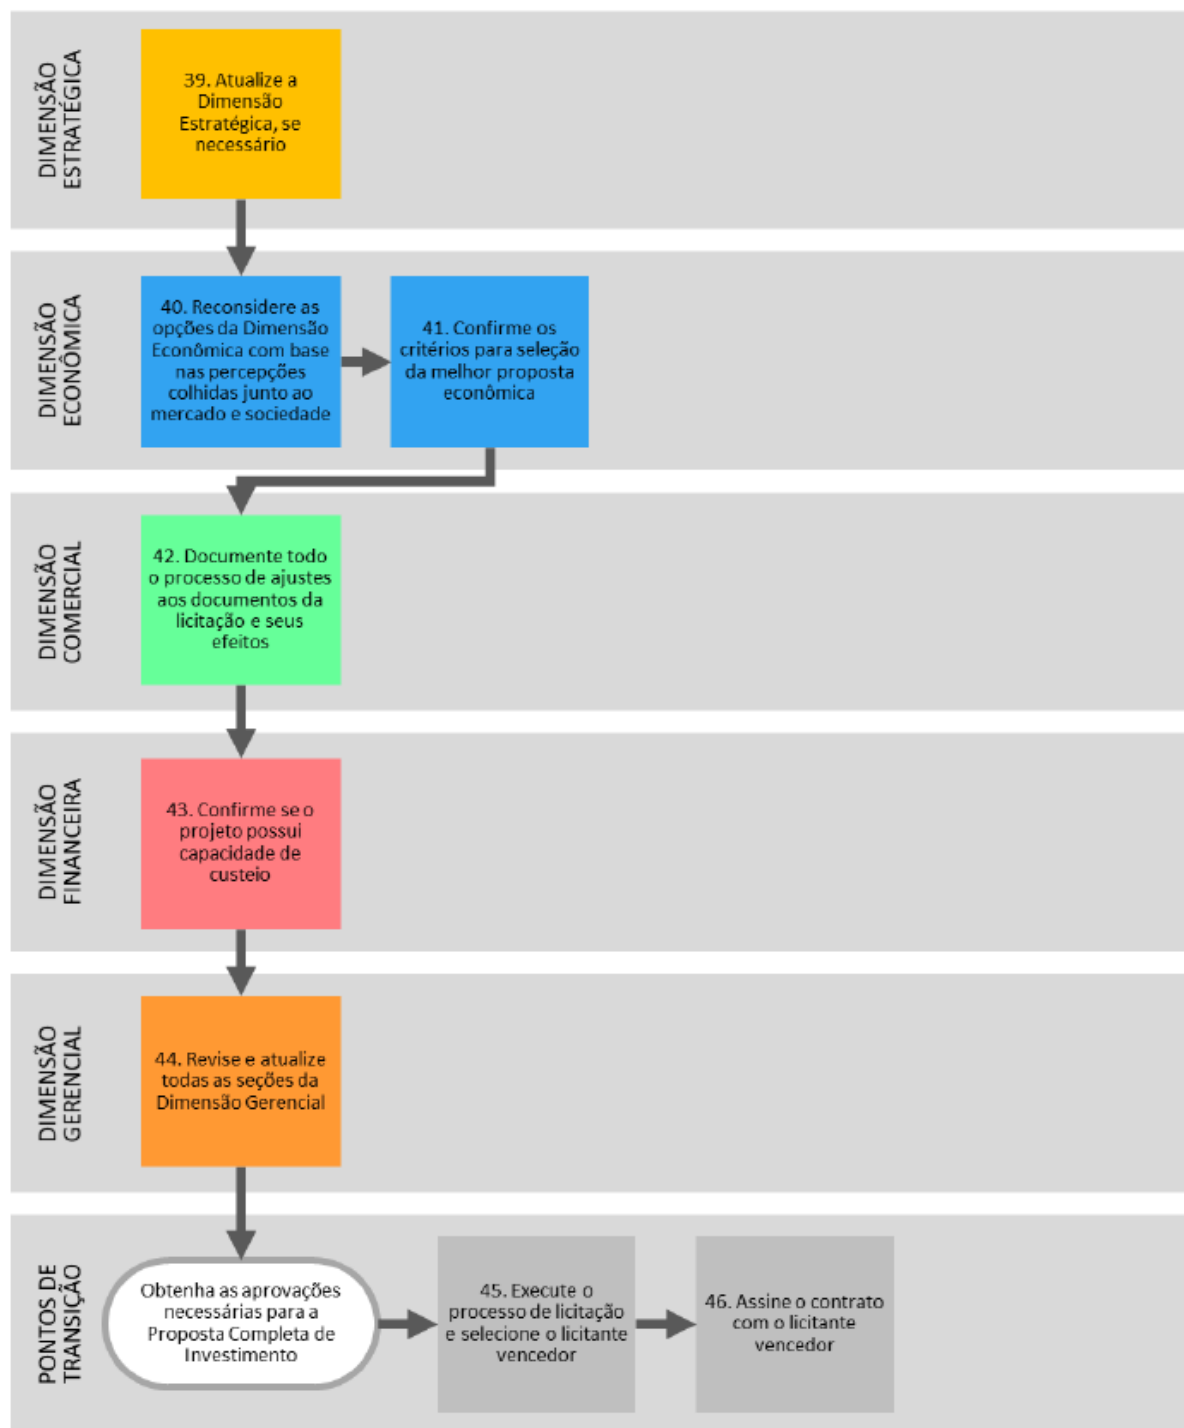 DIMENSÃO
ESTRATÉGICA
39. Atualize a
Dimensão
Estratégica, se
necessário
DIMENSÃO
ECONÔMICA
40. Reconsidere as
opções da Dimensão
Econômica com base
nas percepções
colhidas junto ao
mercado e sociedade
41. Confirme os
critérios para seleção
da melhor proposta
econômica
DIMENSÃO
COMERCIAL
42. Documente todo
o processo de ajustes
aos documentos da
licitação e seus
efeitos
DIMENSÃO
FINANCEIRA
43. Confirme se o
projeto possui
capacidade de
custeio
DIMENSÃO
GERENCIAL
44. Revise e atualize
todas as seções da
Dimensão Gerencial
PONTOS DE
TRANSIÇÃO
Obtenha as aprovações
necessárias para a
Proposta Completa de
Investimento
45. Execute o
processo de licitação
e selecione o licitante
vencedor
46. Assine o contrato
com o licitante
vencedor